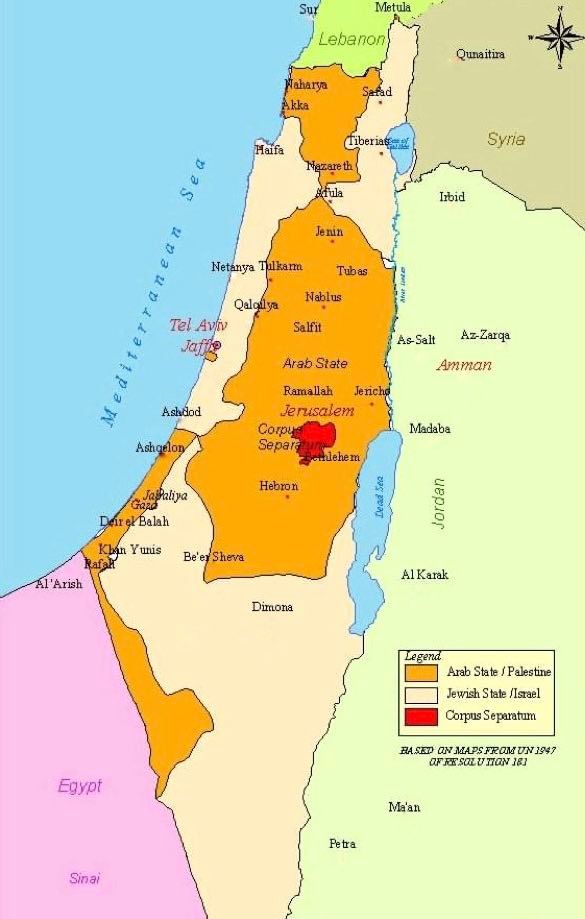 Sur
Metula
Lebanon
Qunaitira
W
E
S
Naharya
Akka
Safad
Syria
Haifa
Tiberias
Sea of
Galilee
Nazareth
Afula
Irbid
Mediterranean Sea
Jenin
Netanya
Tulkarm
Tubas
Nablus
Qalqilya
Salfit
Tel Aviv
Jaffa
As-Salt
Az-Zarqa
Arab State
Amman
Ramallah
Jericho
Jerusalem
Ashdod
Corpus
Separatum
Madaba
Ashqelon
Bethlehem
Hebron
Dead Sea
Jordan
Jabaliya
Gaza
Deir el Balah
Khan Yunis
Be'er Sheva
Rafah
Al 'Arish
Al Karak
Dimona
Legend
Arab State / Palestine
Jewish State /Israel
Corpus Separatum
BASED ON MAPS FROM UN 1947
OF RESOLUTION 181
Egypt
Ma'an
Petra
Sinai